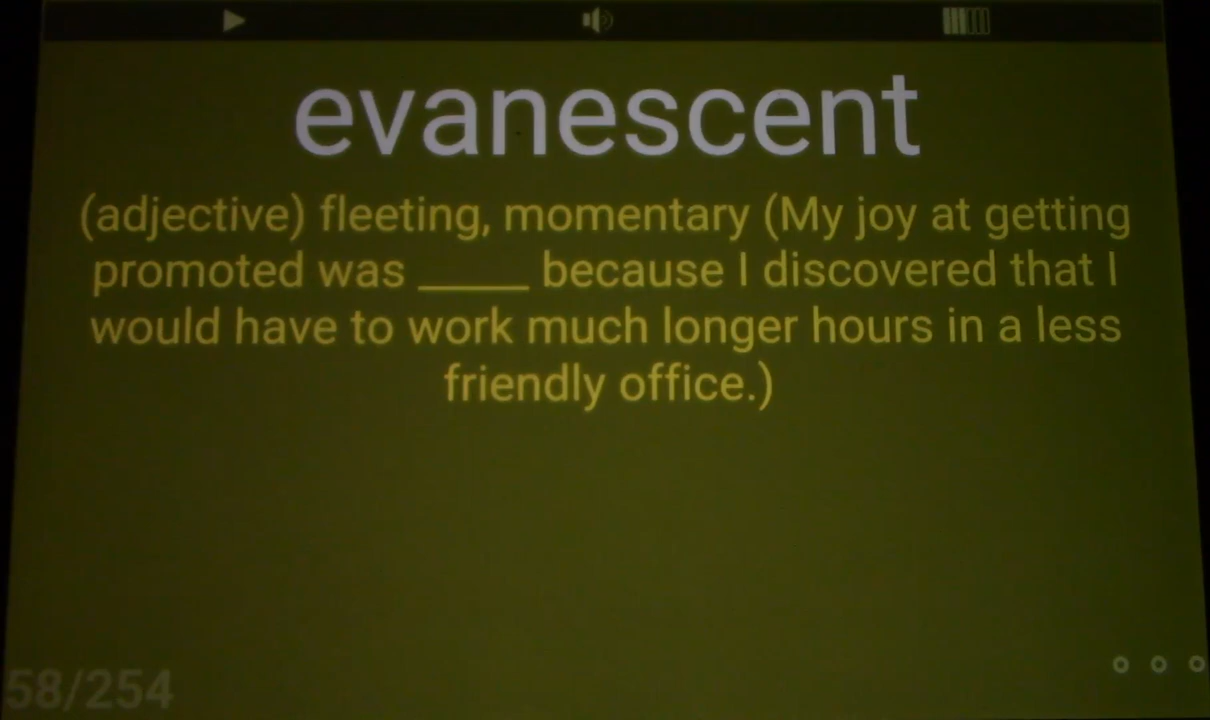 evanescent
(adjective) fleeting, momentary (My joy at getting
promoted was _____ because I discovered that I
would have to work much longer hours in a less
friendly office.)
58/254